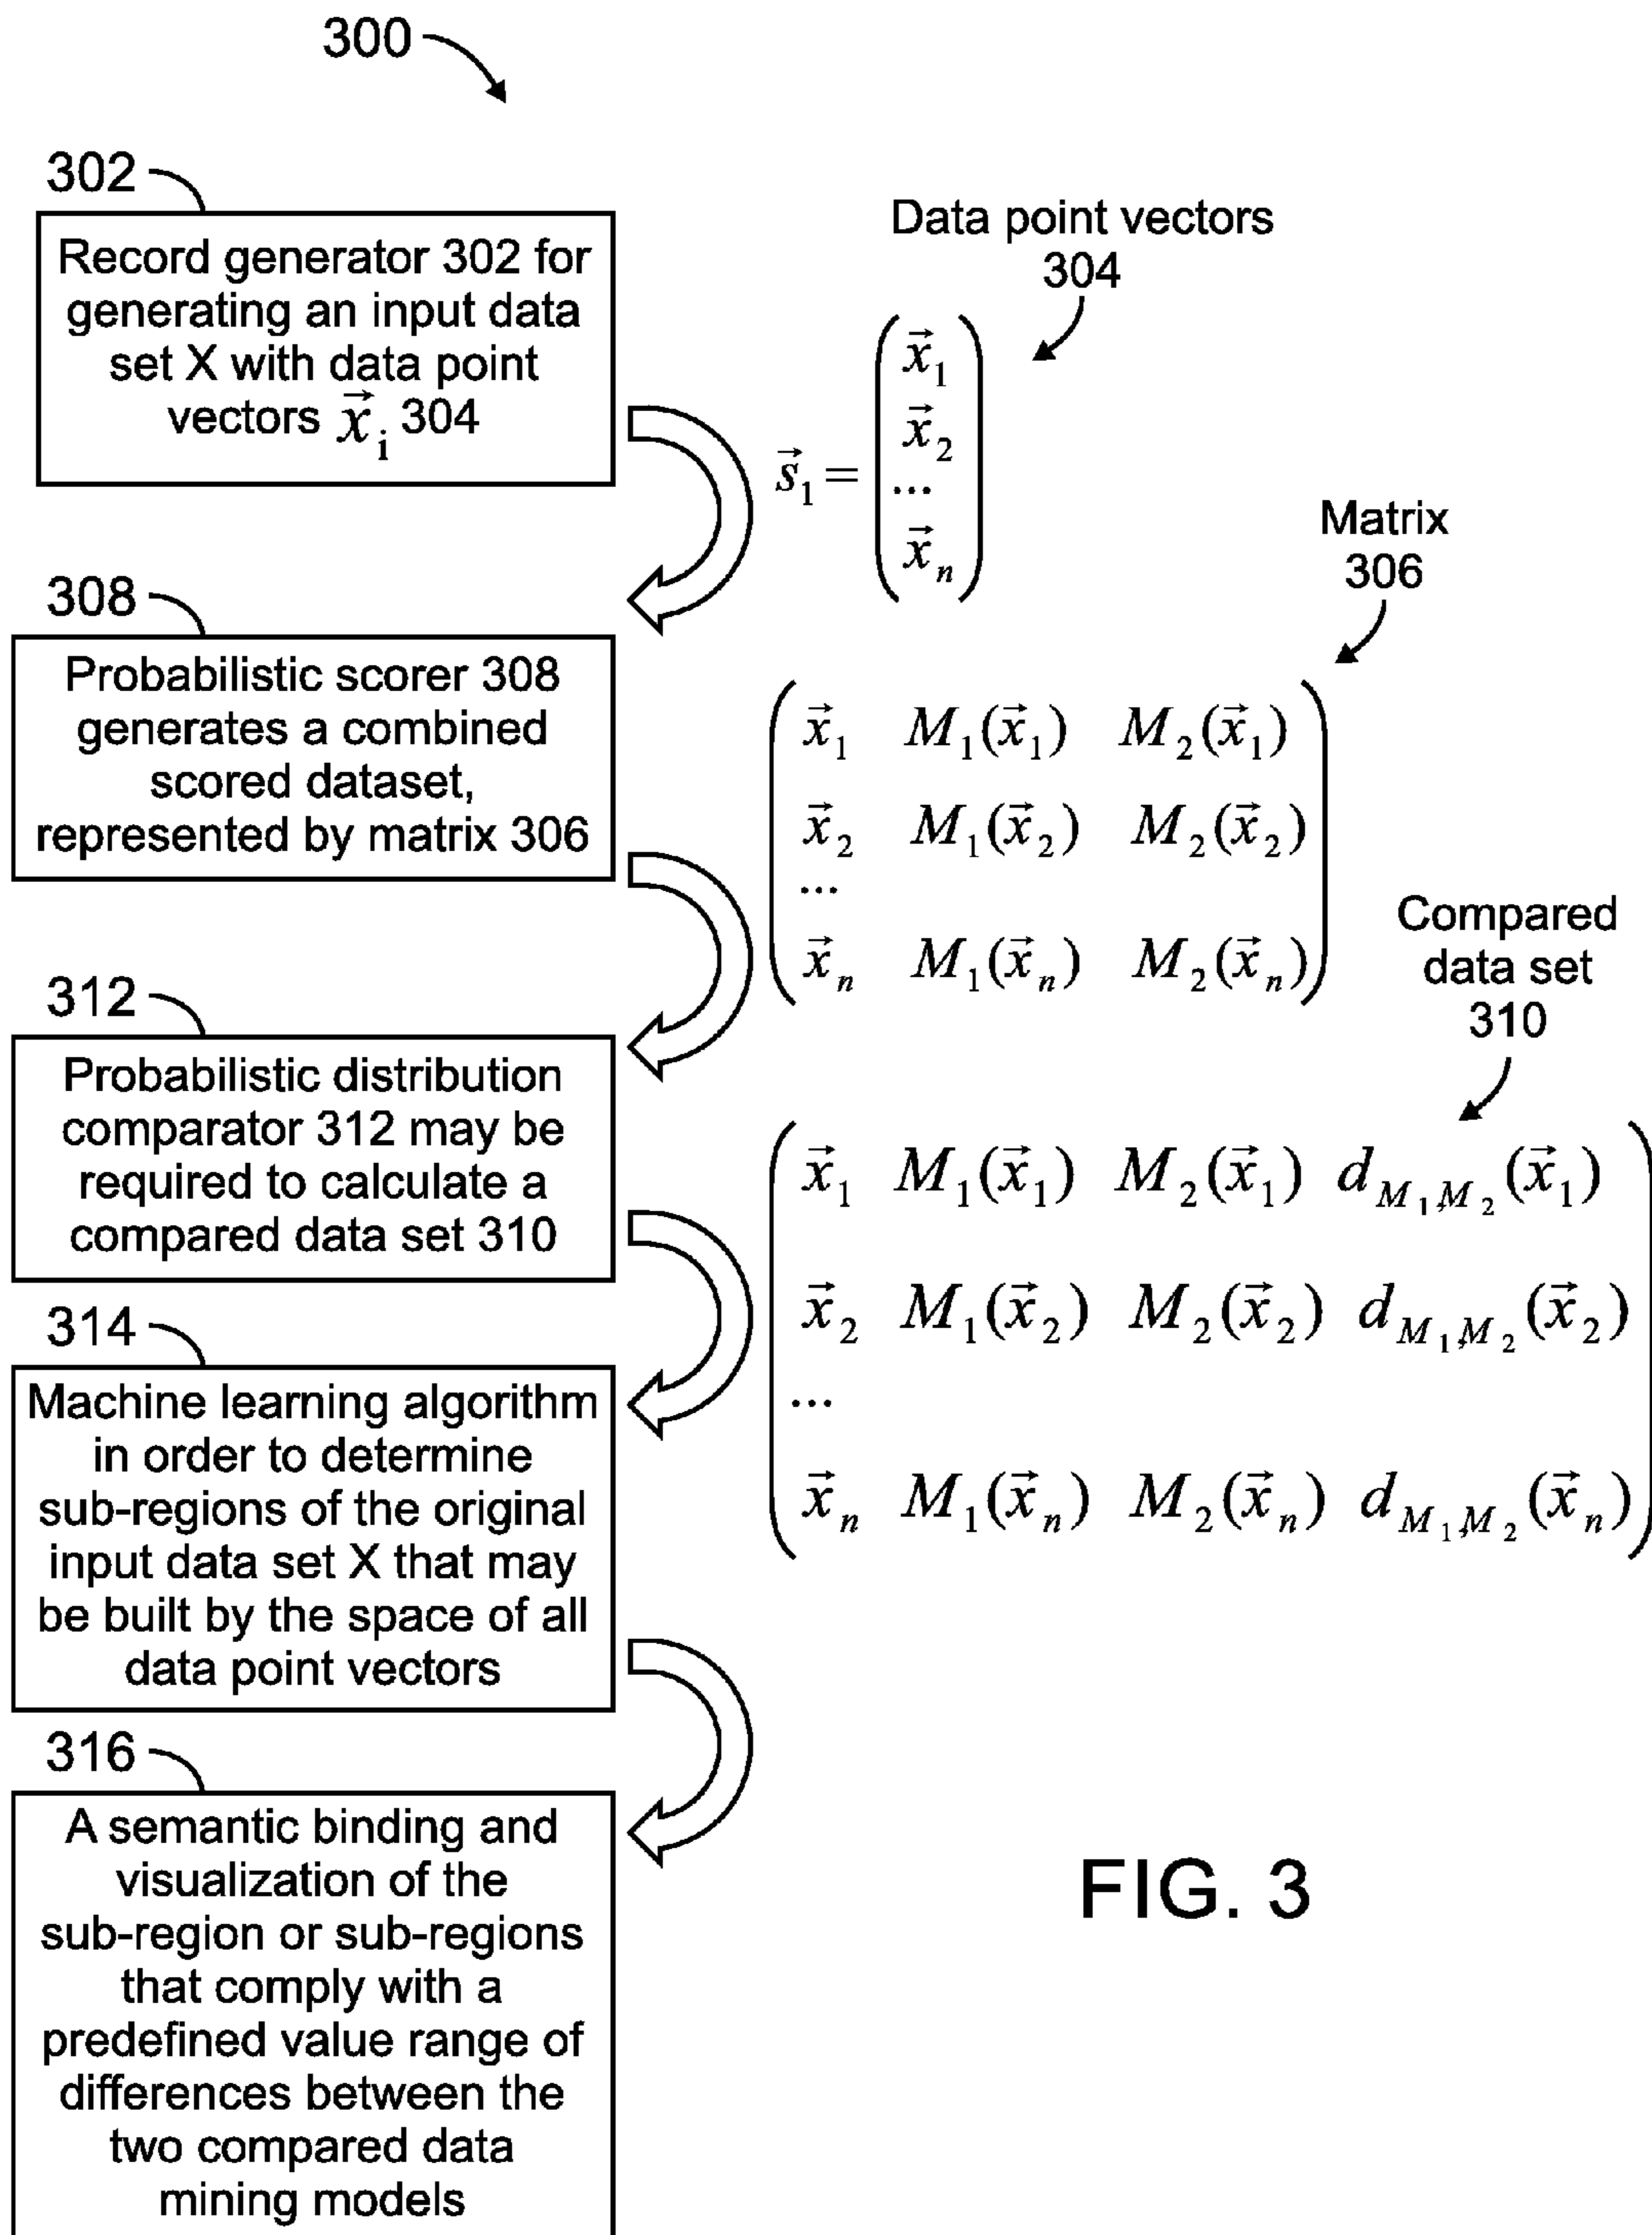 300
302
Record generator 302 for
generating an input data
set X with data point
vectors x⃗ᵢ 304
Data point vectors
304
s⃗₁ = ( x⃗₁
x⃗₂
...
x⃗ₙ )
308
Probabilistic scorer 308
generates a combined
scored dataset,
represented by matrix 306
Matrix
306
x⃗₁ M₁(x⃗₁) M₂(x⃗₁)
x⃗₂ M₁(x⃗₂) M₂(x⃗₂)
...
x⃗ₙ M₁(x⃗ₙ) M₂(x⃗ₙ)
312
Probabilistic distribution
comparator 312 may be
required to calculate a
compared data set 310
Compared
data set
310
x⃗₁ M₁(x⃗₁) M₂(x⃗₁) d_{M₁,M₂}(x⃗₁)
x⃗₂ M₁(x⃗₂) M₂(x⃗₂) d_{M₁,M₂}(x⃗₂)
...
x⃗ₙ M₁(x⃗ₙ) M₂(x⃗ₙ) d_{M₁,M₂}(x⃗ₙ)
314
Machine learning algorithm
in order to determine
sub-regions of the original
input data set X that may
be built by the space of all
data point vectors
316
A semantic binding and
visualization of the
sub-region or sub-regions
that comply with a
predefined value range of
differences between the
two compared data
mining models
FIG. 3